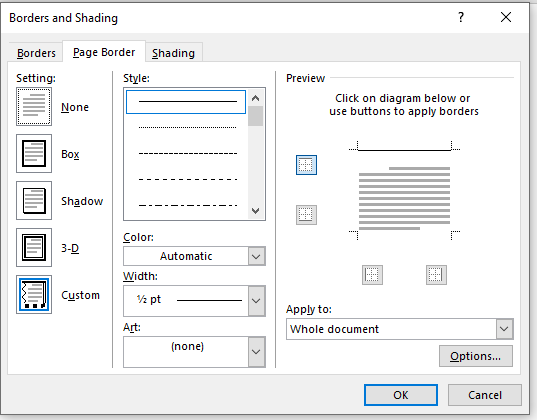 Borders and Shading
? 
Borders Page Border Shading
Setting:
None
Box
Shadow
3-D
Custom
Style:
Color:
Automatic
Width:
½ pt
Art:
(none)
Preview
Click on diagram below or
use buttons to apply borders
Apply to:
Whole document
Options...
OK Cancel